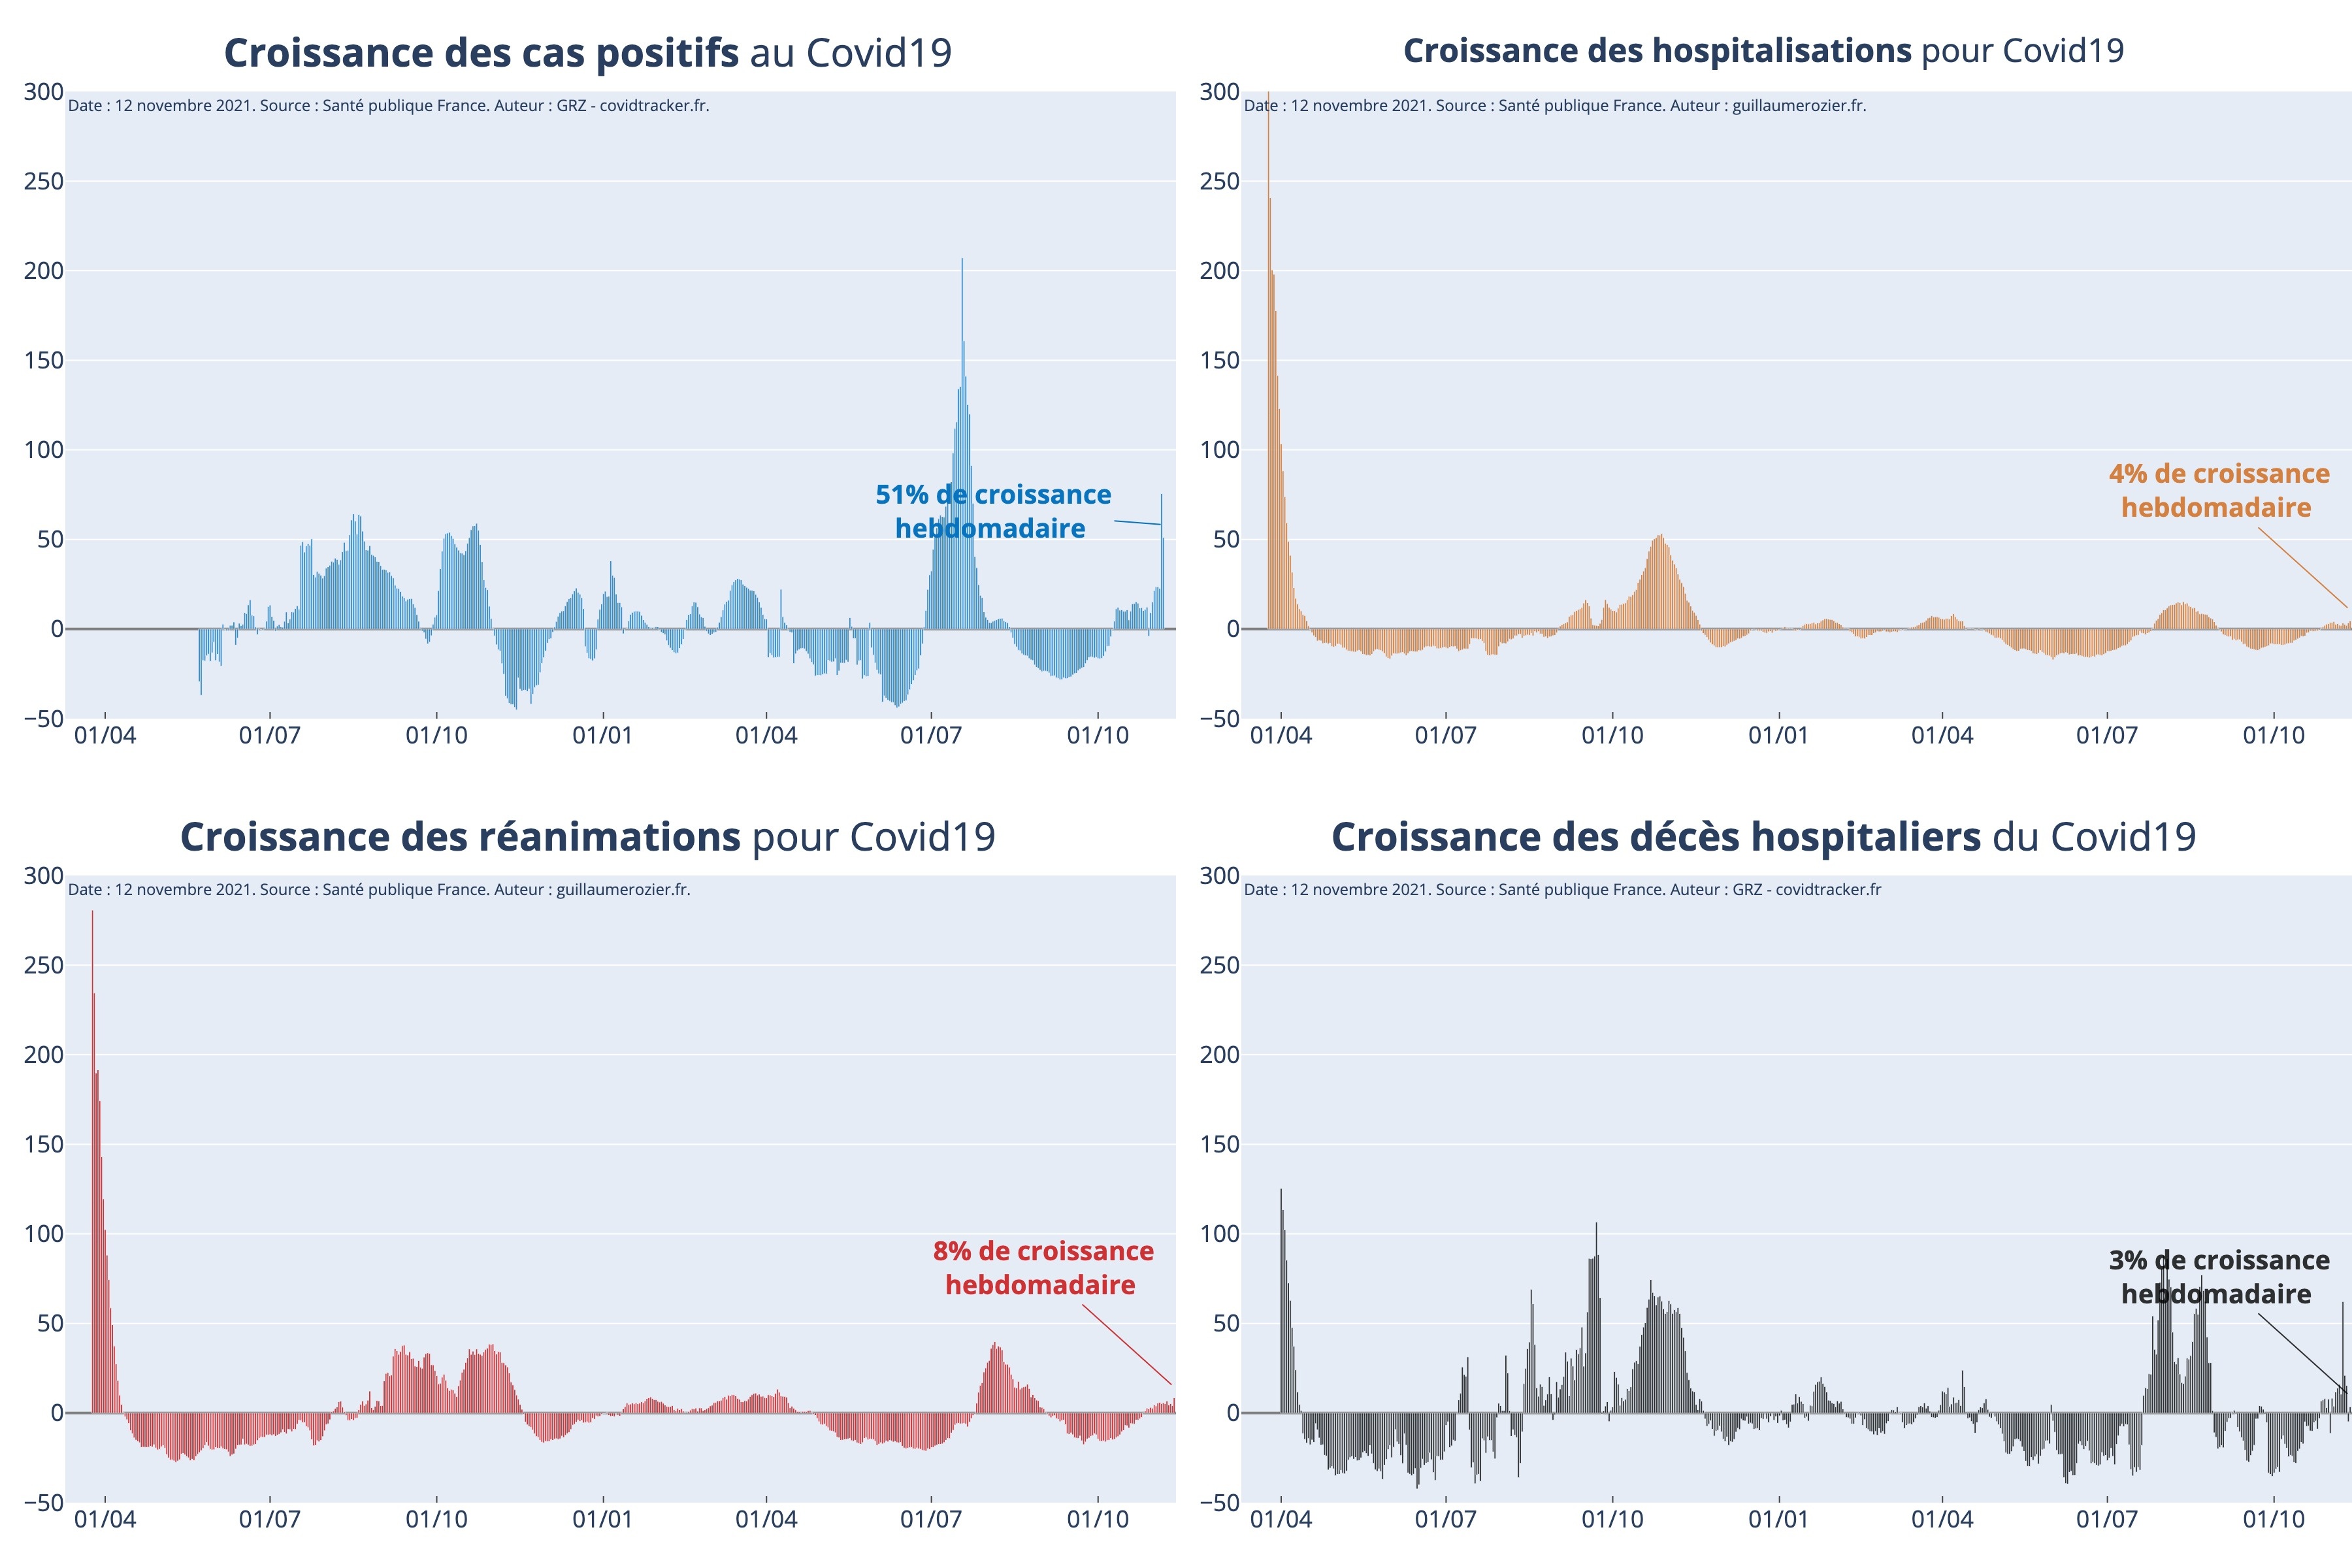 Croissance des cas positifs au Covid19
300
Date : 12 novembre 2021. Source : Santé publique France. Auteur : GRZ - covidtracker.fr.
250
200
150
100
51% de croissance
hebdomadaire
50
0
−50
01/04 01/07 01/10 01/01 01/04 01/07 01/10
Croissance des hospitalisations pour Covid19
300
Date : 12 novembre 2021. Source : Santé publique France. Auteur : guillaumerozier.fr.
250
200
150
100
4% de croissance
hebdomadaire
50
0
−50
01/04 01/07 01/10 01/01 01/04 01/07 01/10
Croissance des réanimations pour Covid19
300
Date : 12 novembre 2021. Source : Santé publique France. Auteur : guillaumerozier.fr.
250
200
150
100
8% de croissance
hebdomadaire
50
0
−50
01/04 01/07 01/10 01/01 01/04 01/07 01/10
Croissance des décès hospitaliers du Covid19
300
Date : 12 novembre 2021. Source : Santé publique France. Auteur : GRZ - covidtracker.fr
250
200
150
100
3% de croissance
hebdomadaire
50
0
−50
01/04 01/07 01/10 01/01 01/04 01/07 01/10